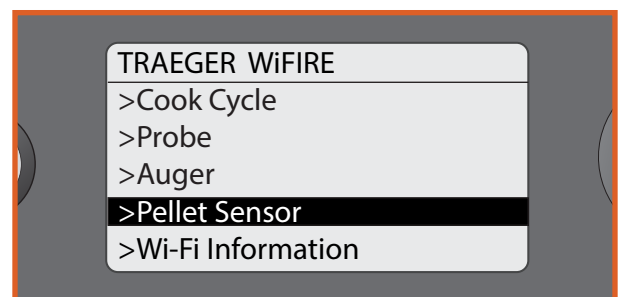 TRAEGER WiFIRE
>Cook Cycle
>Probe
>Auger
>Pellet Sensor
>Wi-Fi Information